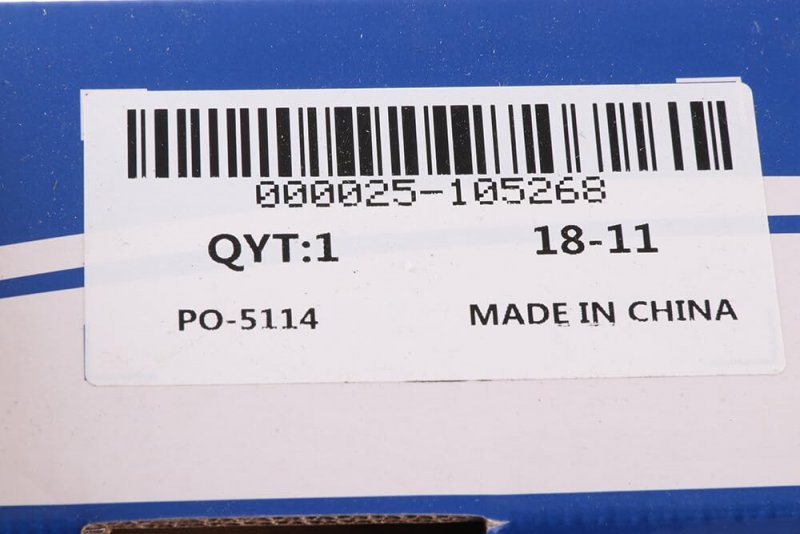 000025-105268
QYT:1 18-11
PO-5114 MADE IN CHINA